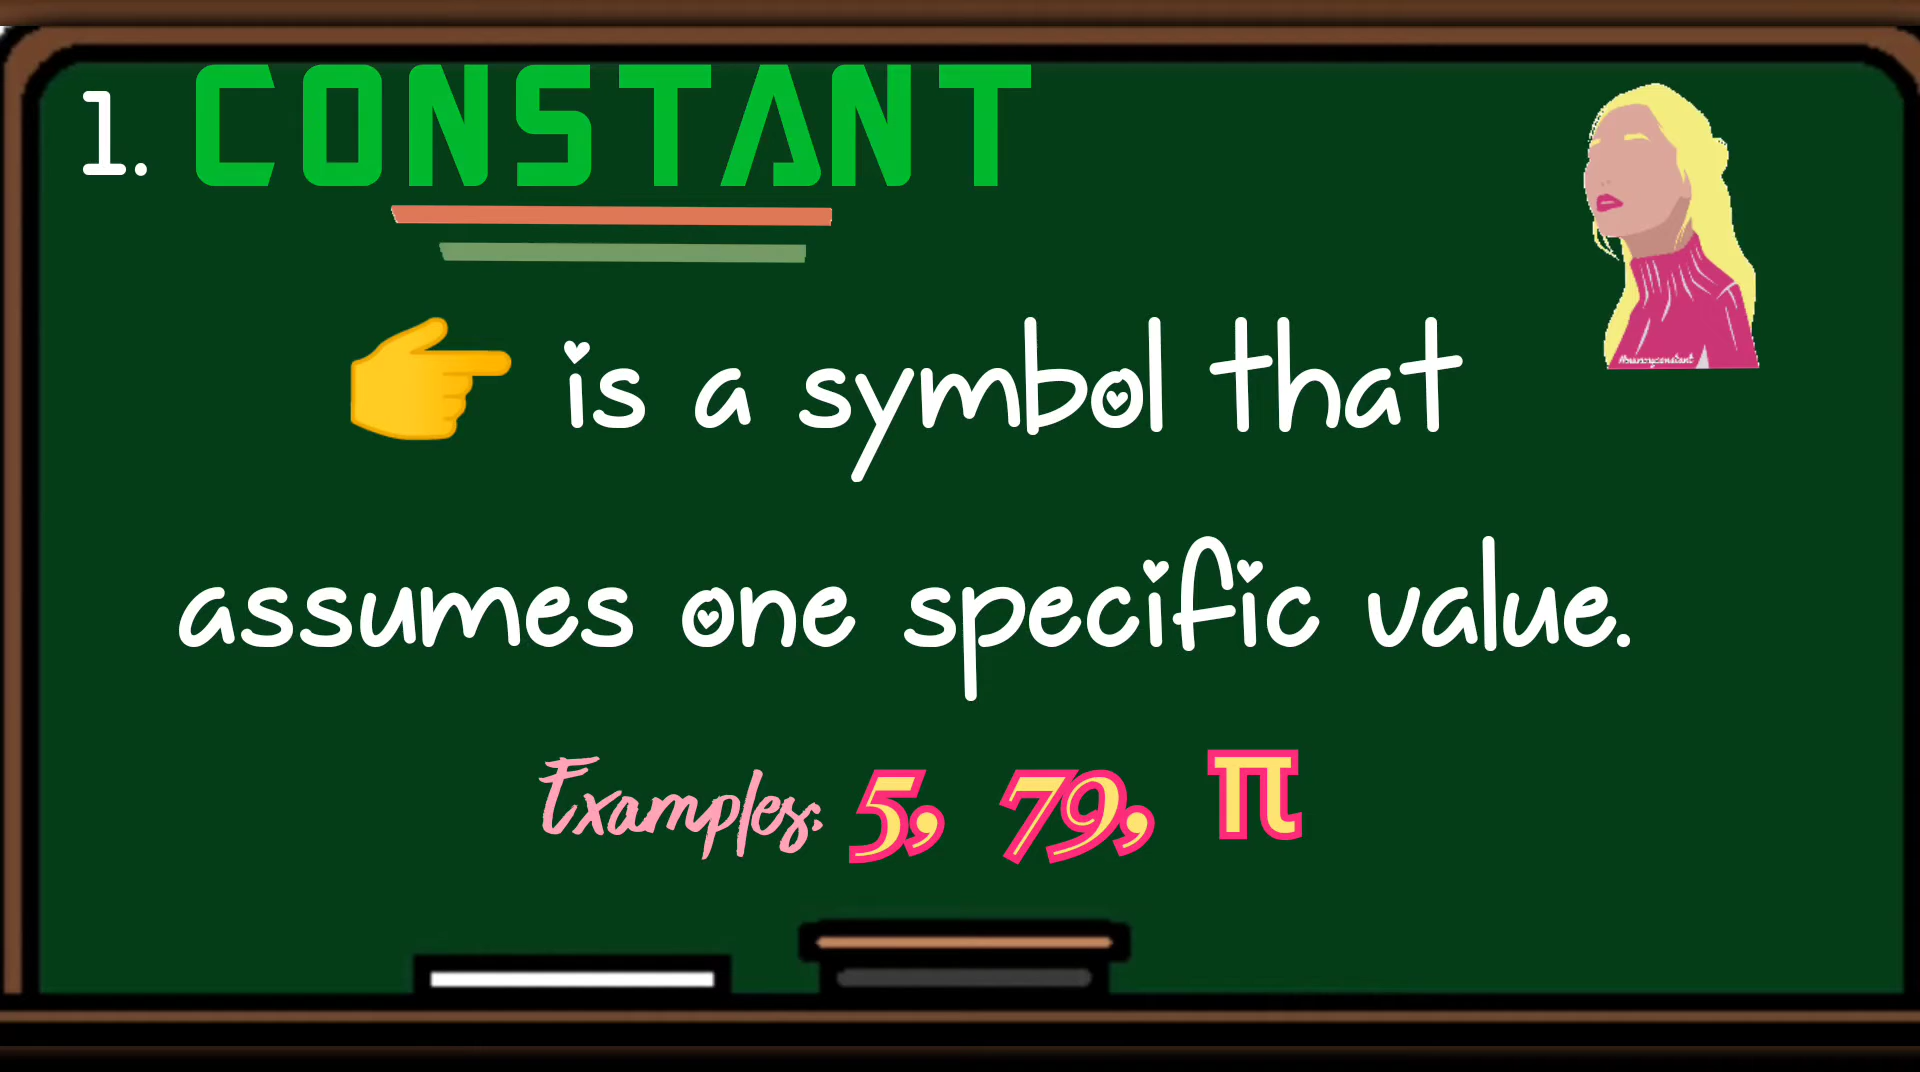 1. CONSTANT
👉 is a symbol that
assumes one specific value.
Examples: 5, 79, π